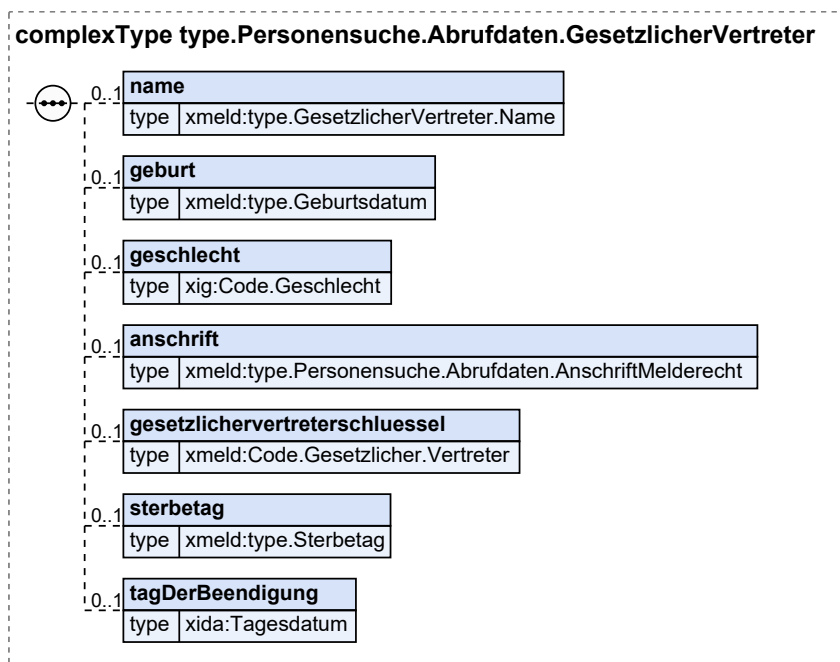 complexType type.Personensuche.Abrufdaten.GesetzlicherVertreter
0..1 name
type xmeld:type.GesetzlicherVertreter.Name
0..1 geburt
type xmeld:type.Geburtsdatum
0..1 geschlecht
type xig:Code.Geschlecht
0..1 anschrift
type xmeld:type.Personensuche.Abrufdaten.AnschriftMelderecht
0..1 gesetzlichervertreterschluessel
type xmeld:Code.Gesetzlicher.Vertreter
0..1 sterbetag
type xmeld:type.Sterbetag
0..1 tagDerBeendigung
type xida:Tagesdatum